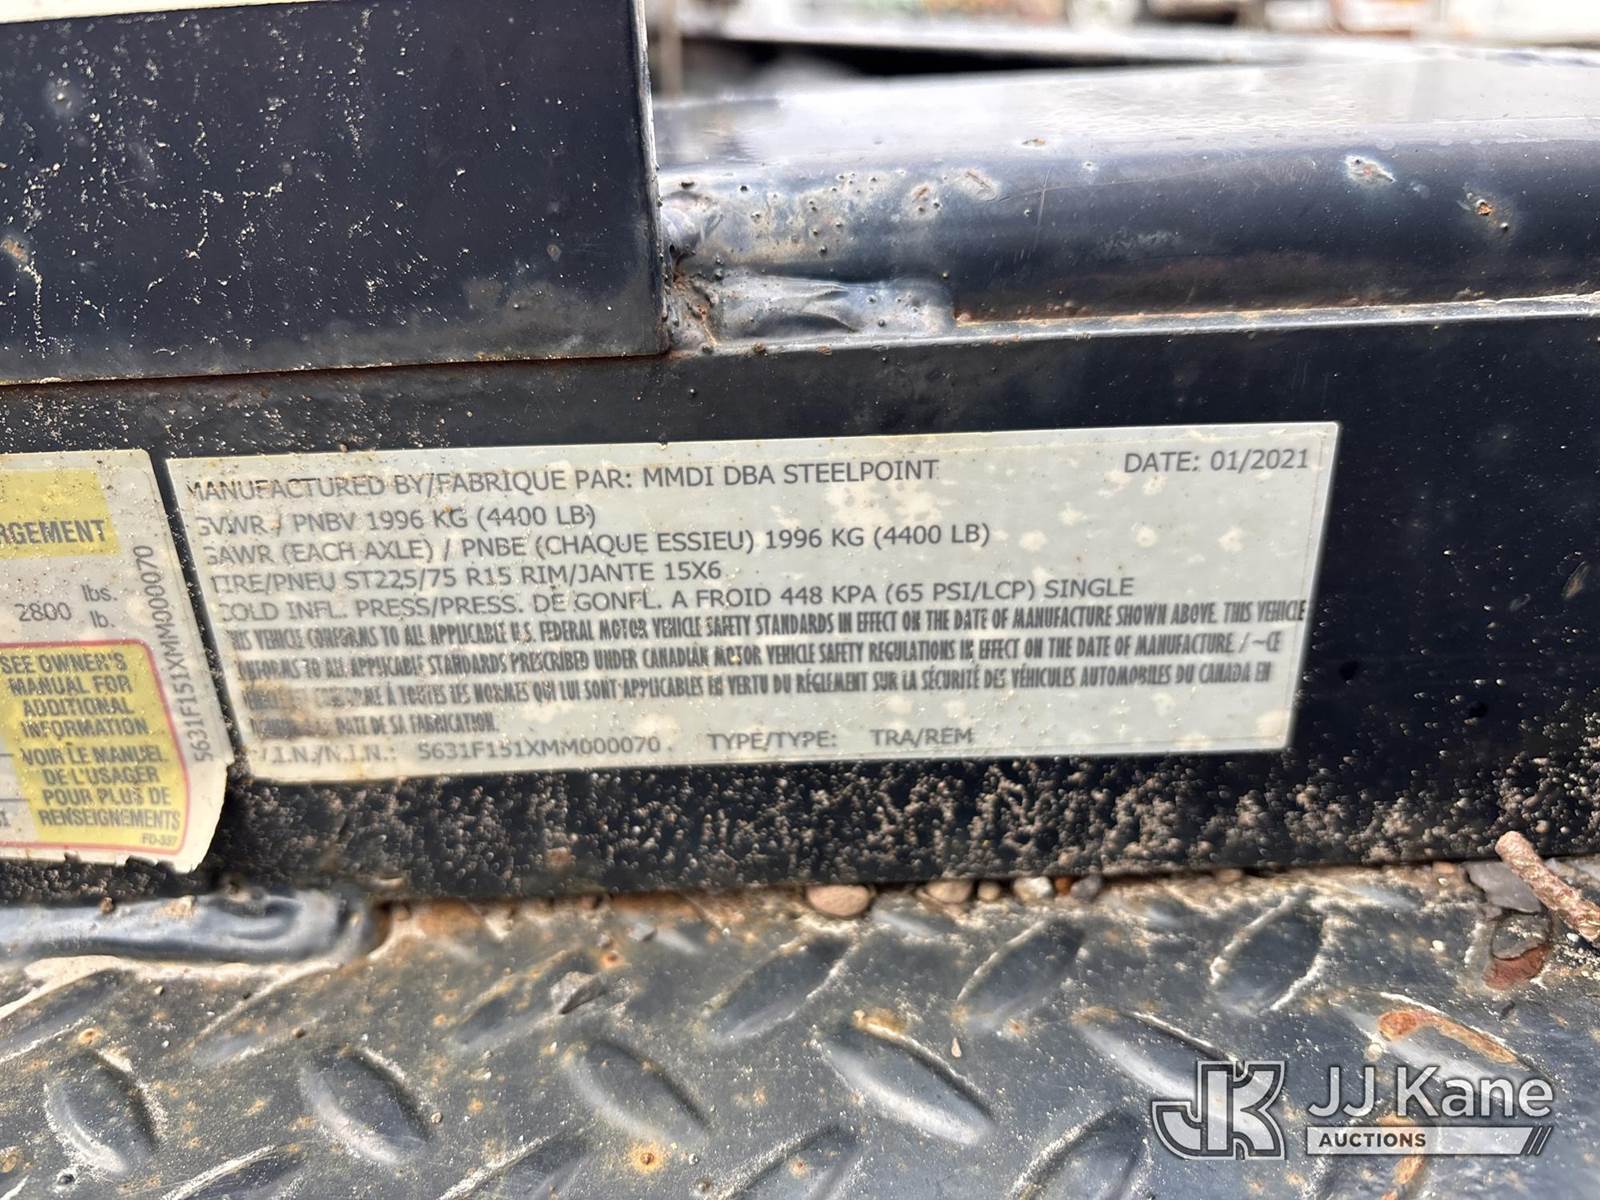 MANUFACTURED BY/FABRIQUE PAR: MMDI DBA STEELPOINT DATE: 01/2021
GVWR / PNBV 1996 KG (4400 LB)
GAWR (EACH AXLE) / PNBE (CHAQUE ESSIEU) 1996 KG (4400 LB)
TIRE/PNEU ST225/75 R15 RIM/JANTE 15X6
COLD INFL. PRESS/PRESS. DE GONFL. A FROID 448 KPA (65 PSI/LCP) SINGLE
THIS VEHICLE CONFORMS TO ALL APPLICABLE U.S. FEDERAL MOTOR VEHICLE SAFETY STANDARDS IN EFFECT ON THE DATE OF MANUFACTURE SHOWN ABOVE. THIS VEHICLE
CONFORMS TO ALL APPLICABLE STANDARDS PRESCRIBED UNDER CANADIAN MOTOR VEHICLE SAFETY REGULATIONS IN EFFECT ON THE DATE OF MANUFACTURE / ~CE
CONFORME À TOUTES LES NORMES QUI LUI SONT APPLICABLES EN VERTU DU RÉGLEMENT SUR LA SÉCURITÉ DES VÉHICULES AUTOMOBILES DU CANADA EN
DATE DE SA FABRICATION.
V.I.N./N.I.N.: S631F151XMM000070 TYPE/TYPE: TRA/REM
RGEMENT
lbs.
2800 lb.
S631F151XMM000070
SEE OWNER'S
MANUAL FOR
ADDITIONAL
INFORMATION
VOIR LE MANUEL
DE L'USAGER
POUR PLUS DE
RENSEIGNEMENTS
FD-337
JK JJ Kane
AUCTIONS